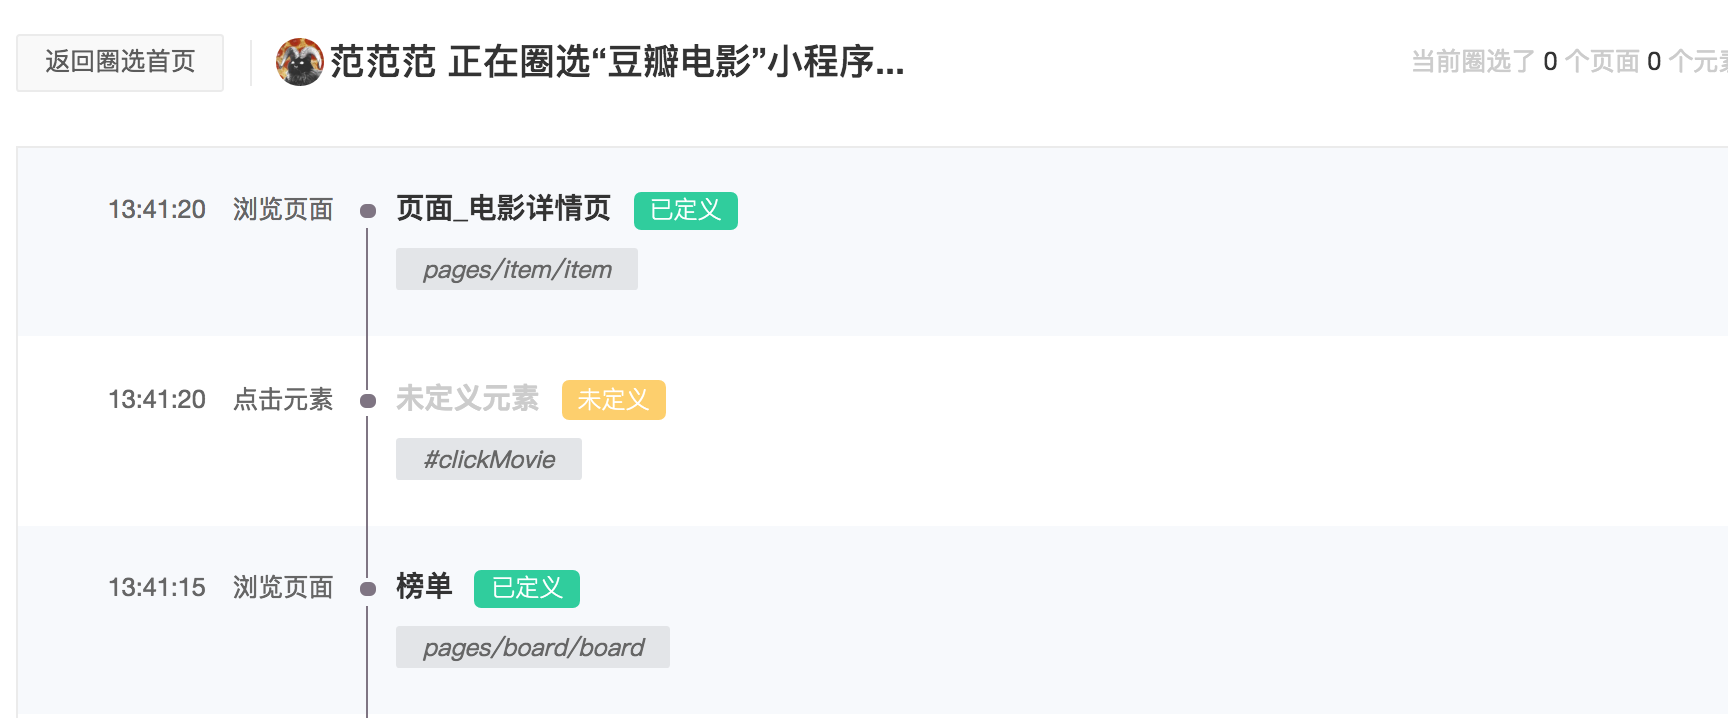 返回圈选首页
范范范 正在圈选“豆瓣电影”小程序...
当前圈选了 0 个页面 0 个元素
13:41:20 浏览页面 页面_电影详情页 已定义
pages/item/item
13:41:20 点击元素 未定义元素 未定义
#clickMovie
13:41:15 浏览页面 榜单 已定义
pages/board/board